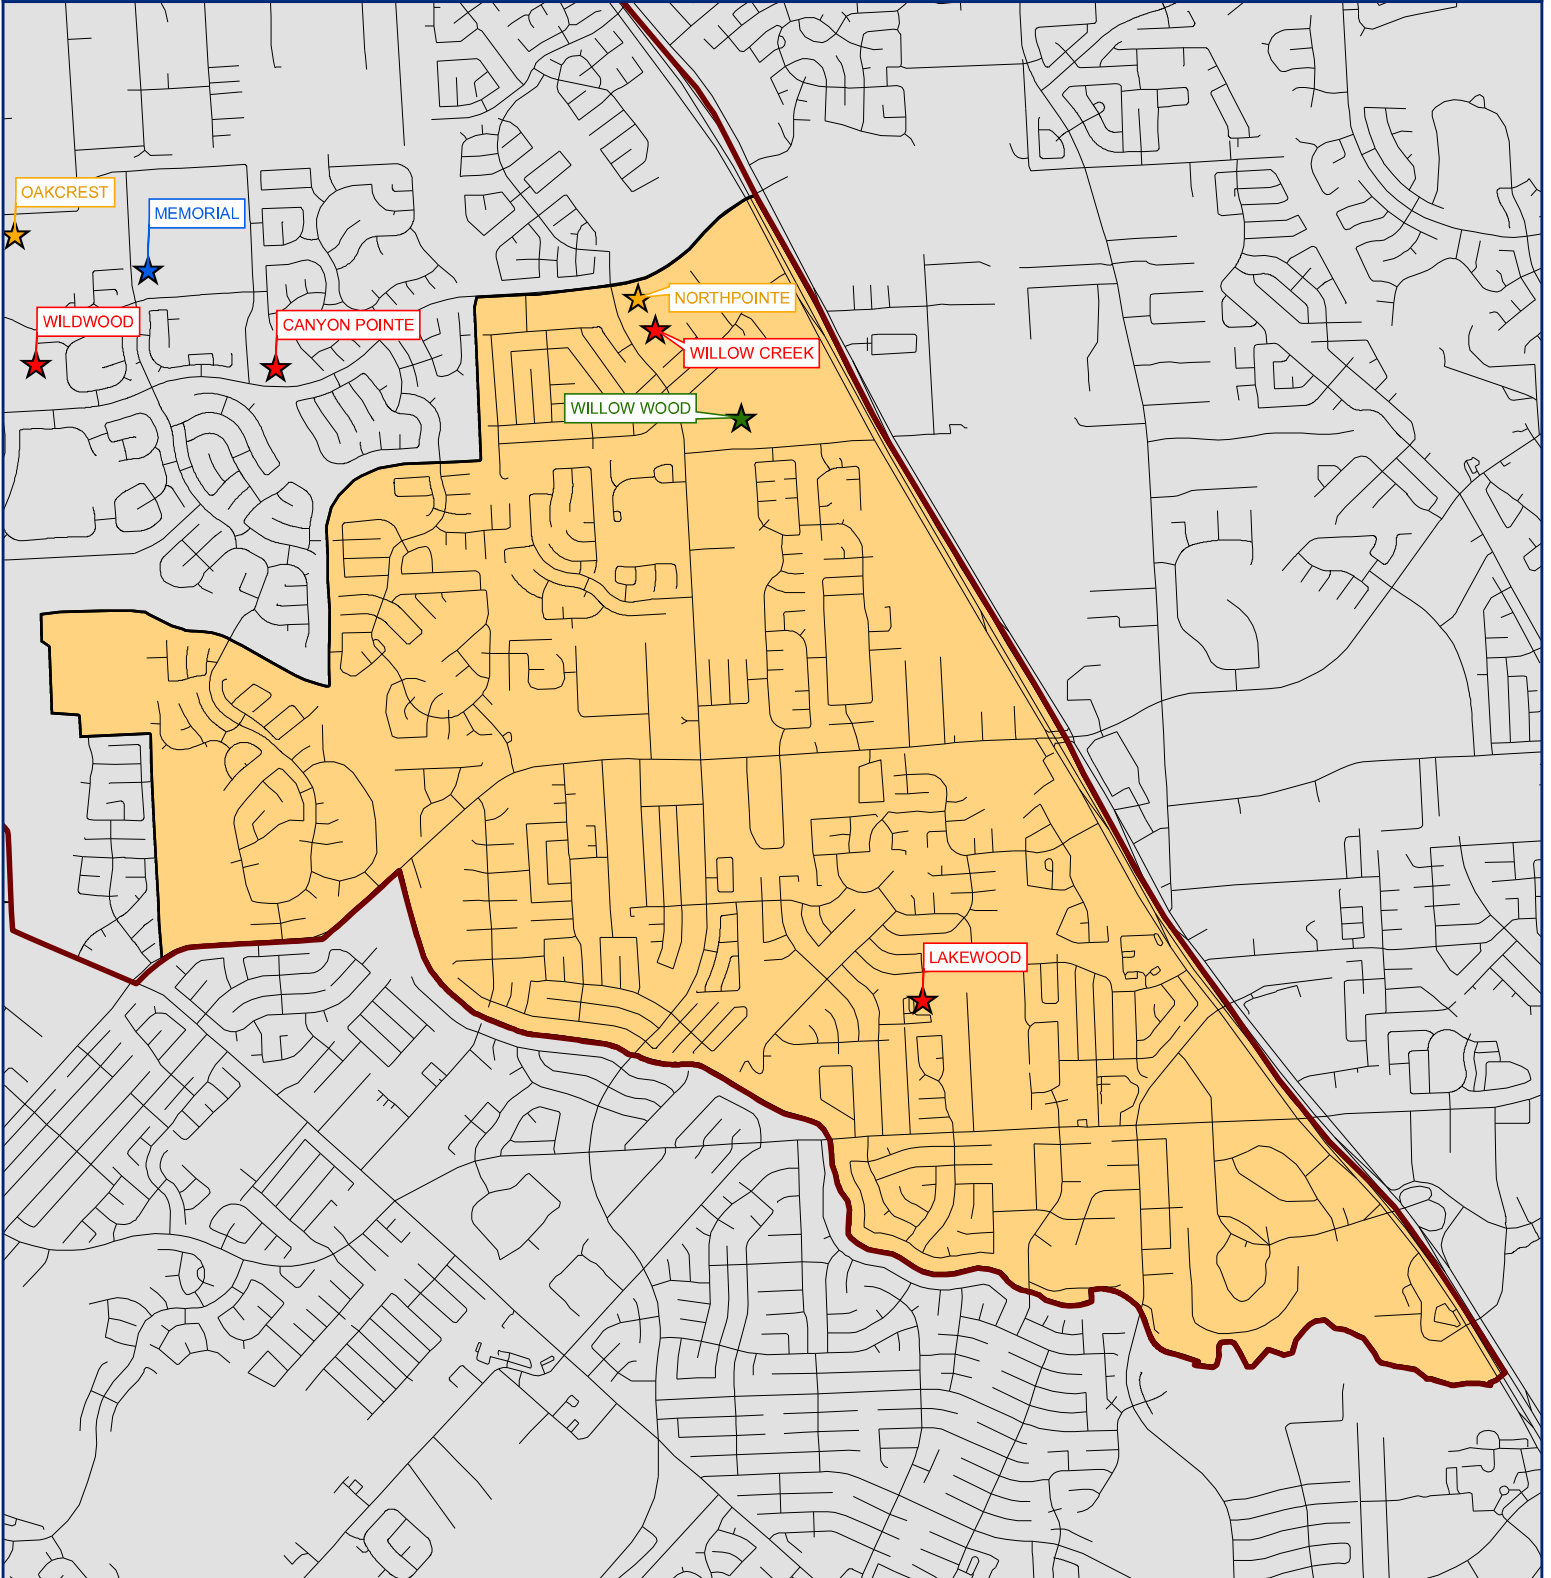 OAKCREST
MEMORIAL
NORTHPOINTE
WILDWOOD
CANYON POINTE
WILLOW CREEK
WILLOW WOOD
LAKEWOOD